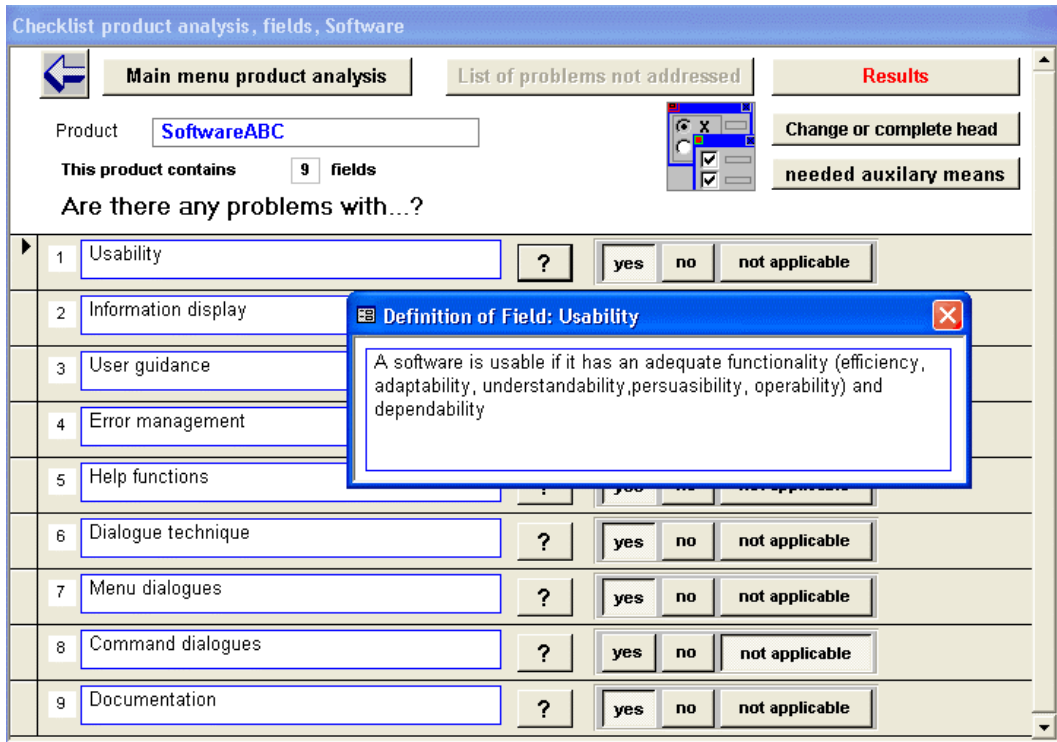 Checklist product analysis, fields, Software
Main menu product analysis List of problems not addressed Results
Product SoftwareABC X Change or complete head
This product contains 9 fields needed auxilary means
Are there any problems with...?
1 Usability ? yes no not applicable
2 Information display
Definition of Field: Usability
A software is usable if it has an adequate functionality (efficiency,
3 User guidance
adaptability, understandability,persuasibility, operability) and
dependability
4 Error management
5 Help functions ? yes no not applicable
6 Dialogue technique ? yes no not applicable
7 Menu dialogues ? yes no not applicable
8 Command dialogues ? yes no not applicable
9 Documentation ? yes no not applicable